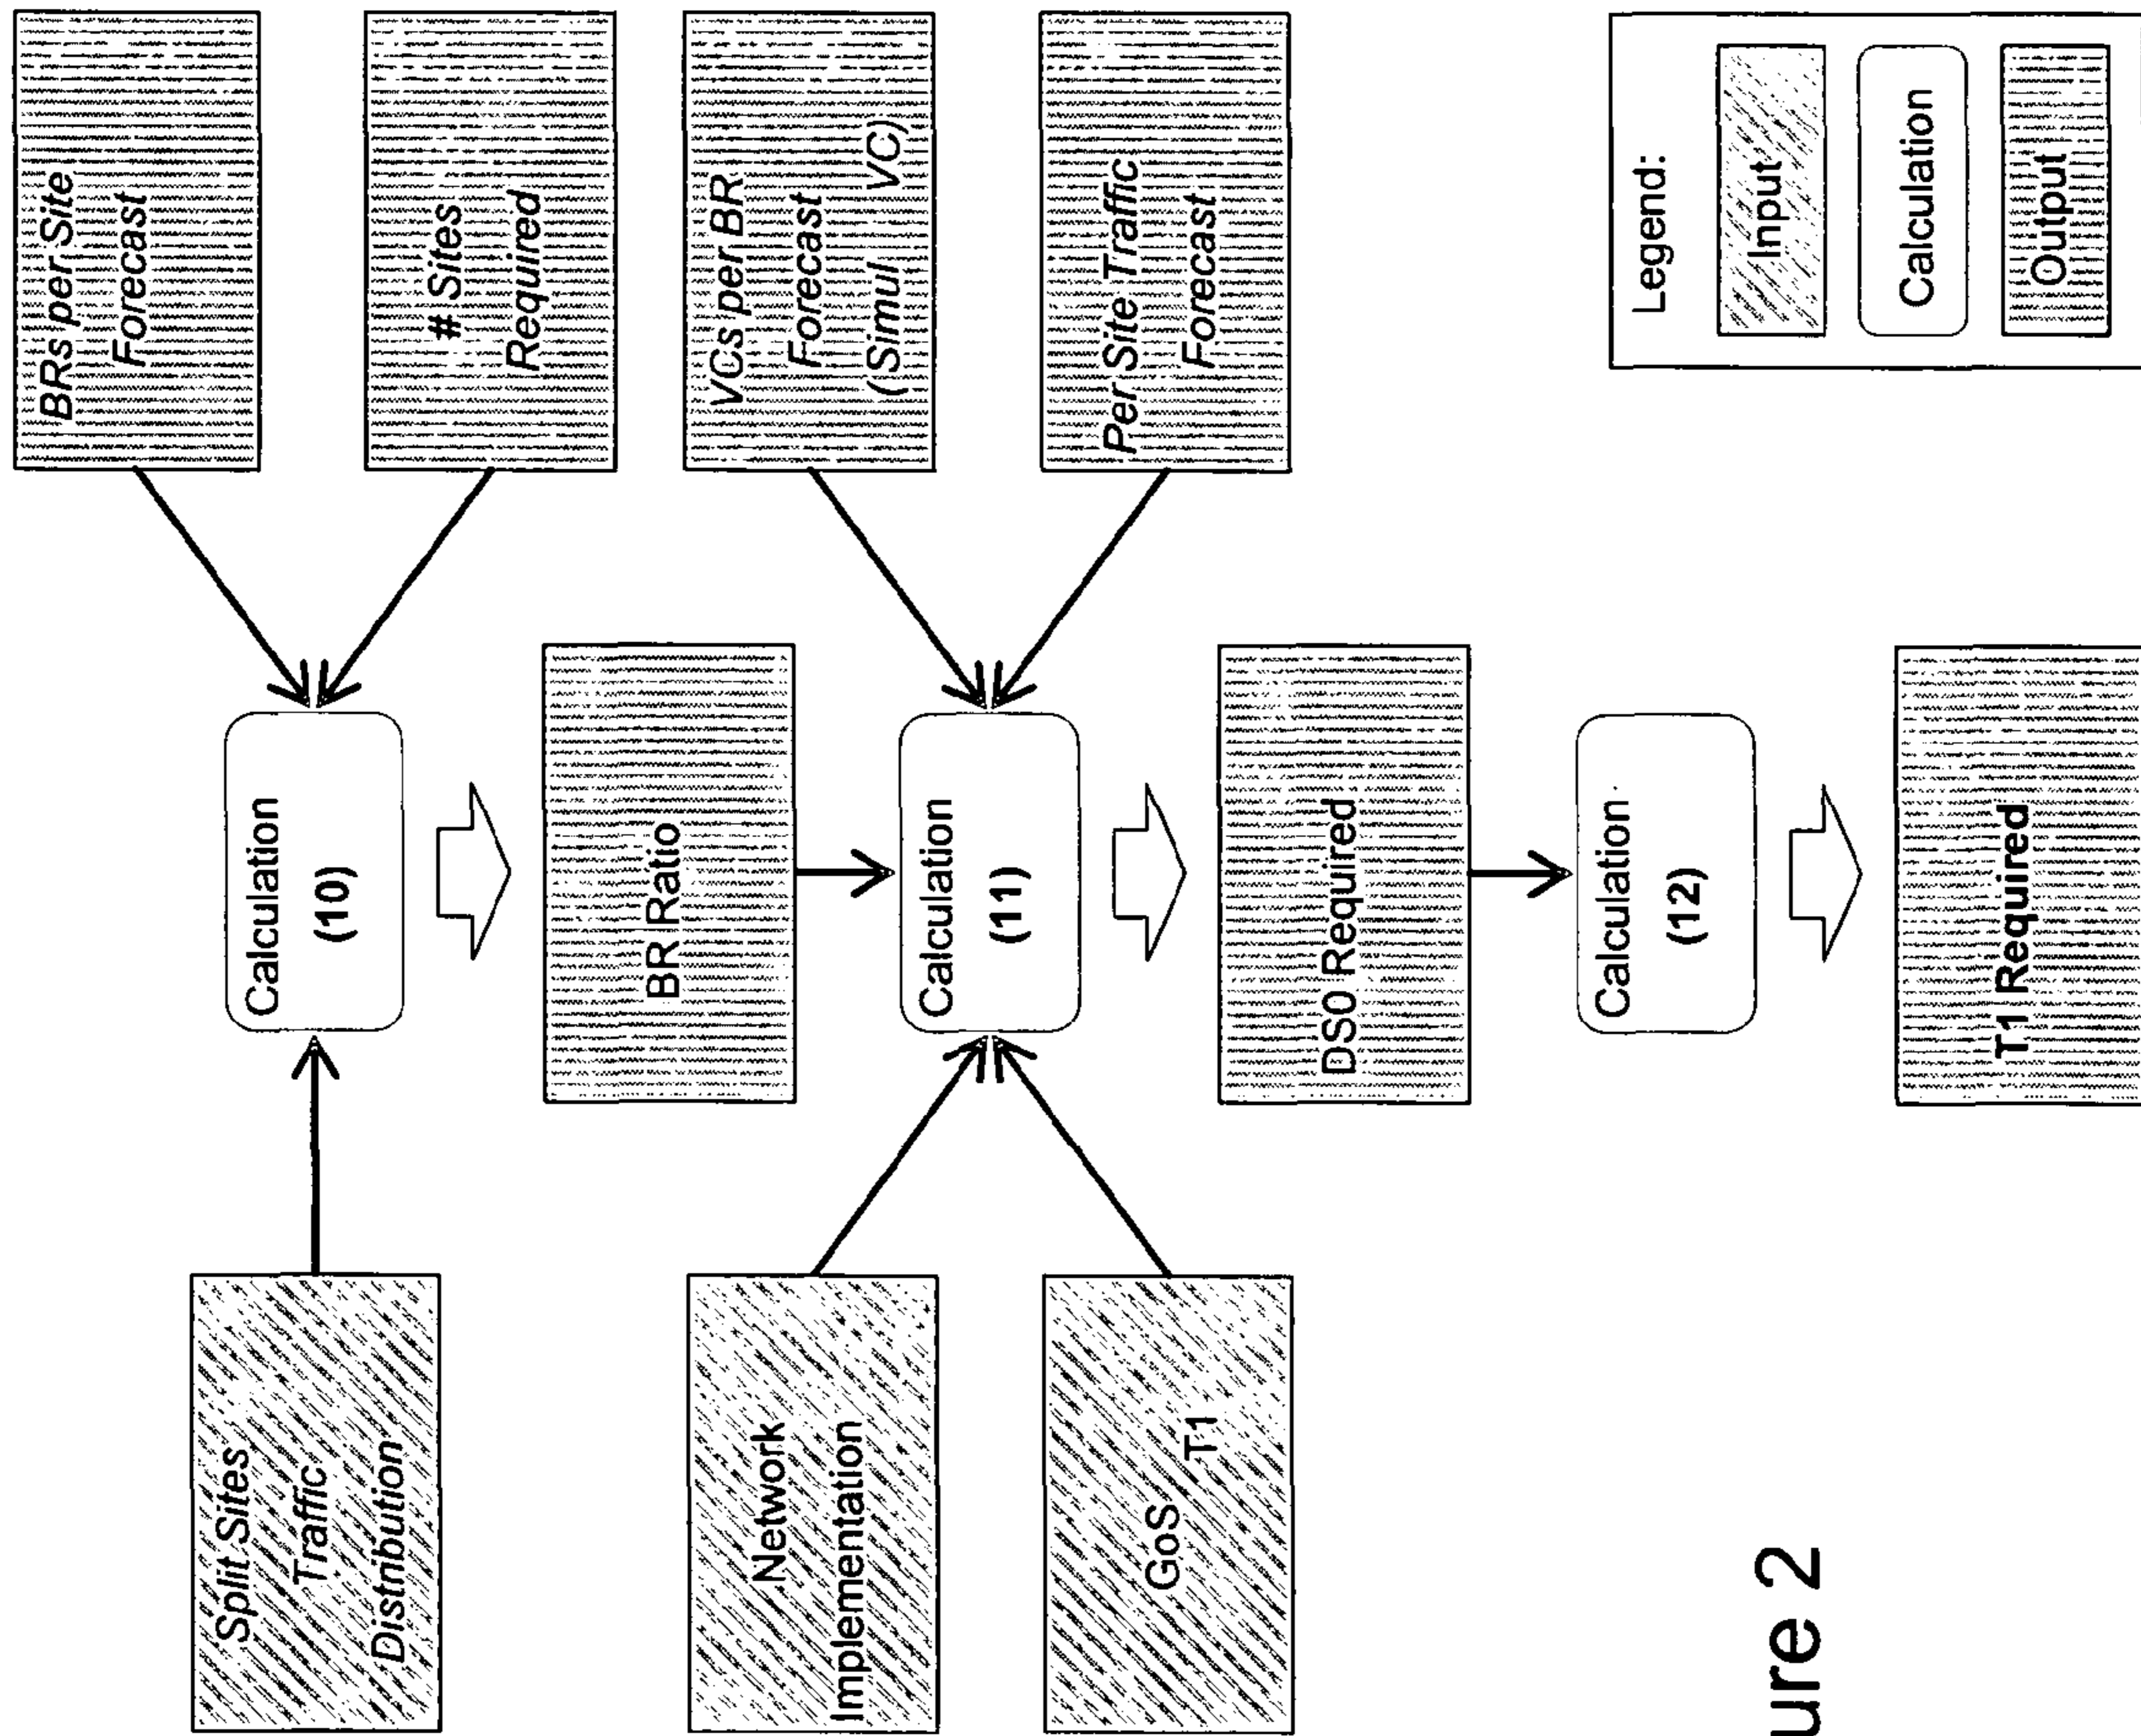 Split Sites
Traffic
Distribution
Calculation
(10)
BRs per Site
Forecast
# Sites
Required
BR Ratio
Network
Implementation
GoS T1
Calculation
(11)
VCs per BR
Forecast
(Simul VC)
Per Site Traffic
Forecast
DS0 Required
Calculation
(12)
T1 Required
Legend:
Input
Calculation
Output
ure 2